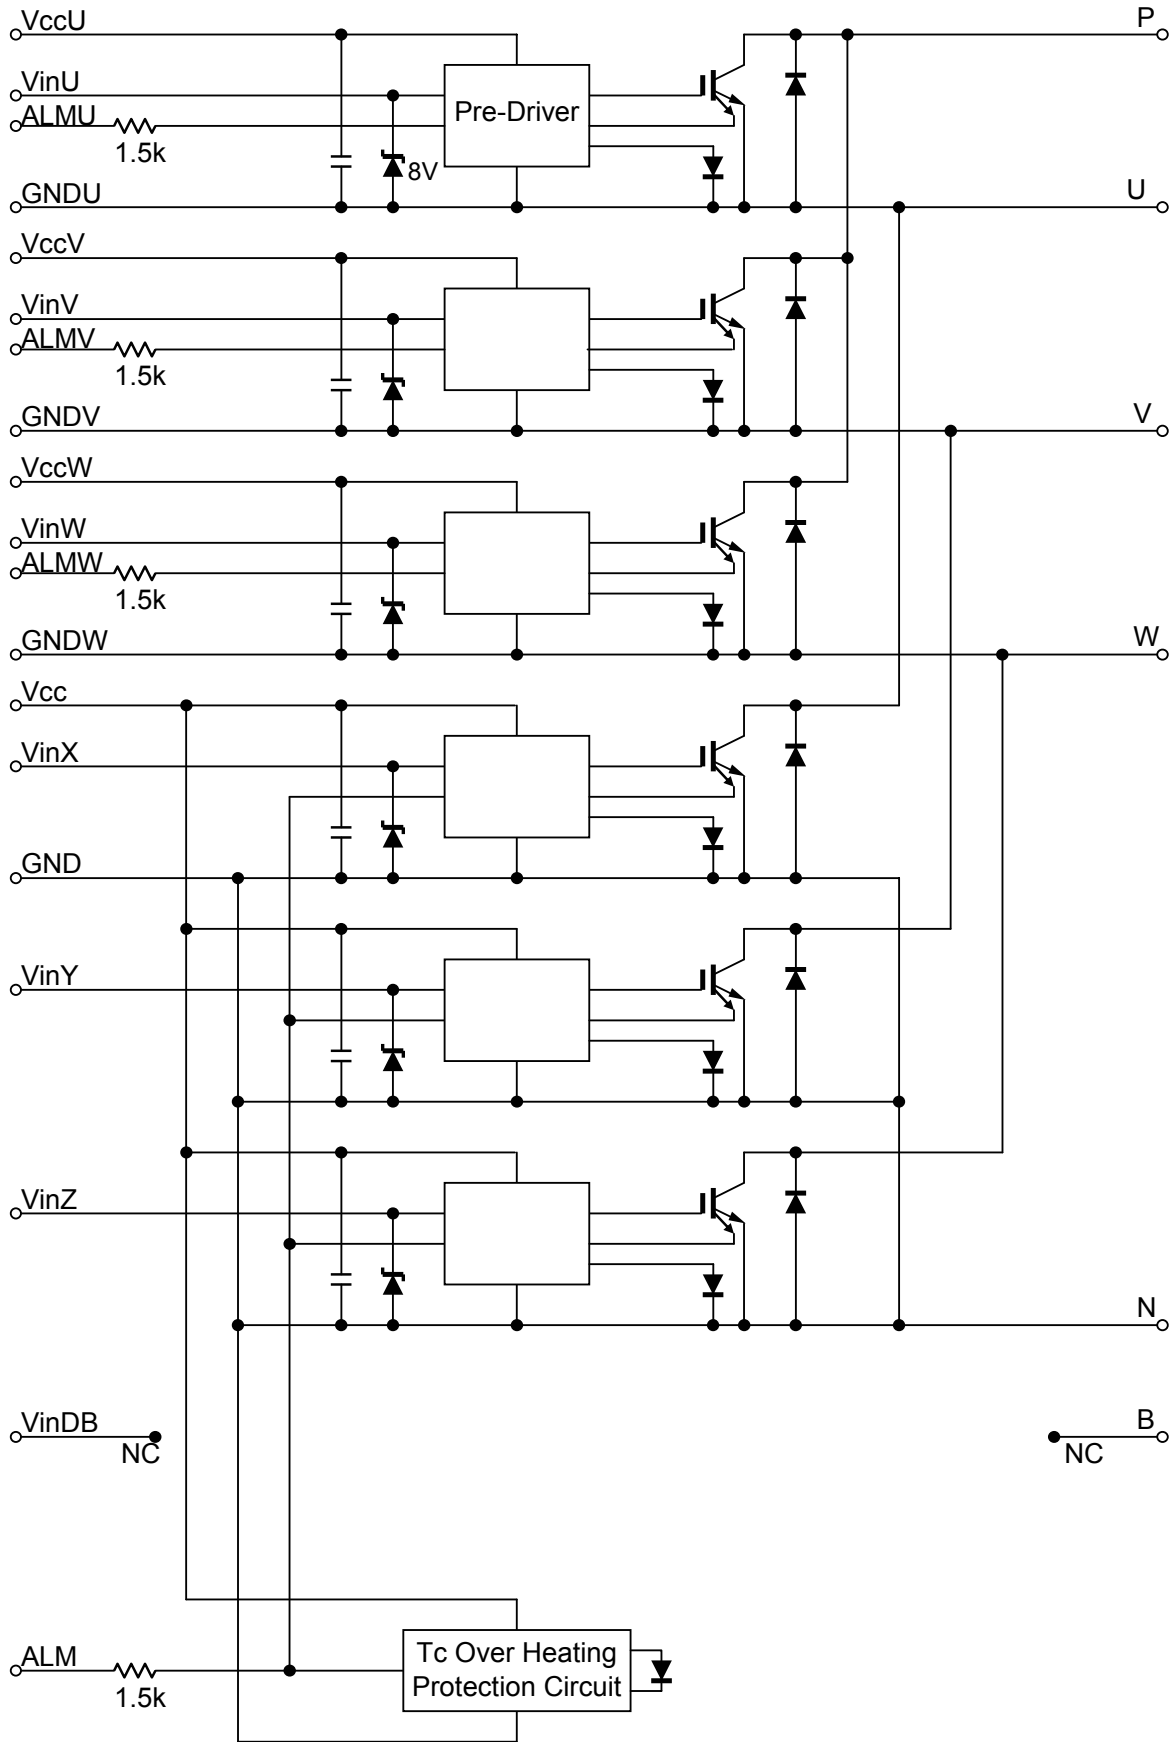 VccU
P
VinU
Pre-Driver
ALMU
1.5k
8V
GNDU
U
VccV
VinV
ALMV
1.5k
GNDV
V
VccW
VinW
ALMW
1.5k
GNDW
W
Vcc
VinX
GND
VinY
VinZ
N
VinDB
B
NC
NC
ALM
Tc Over Heating
Protection Circuit
1.5k